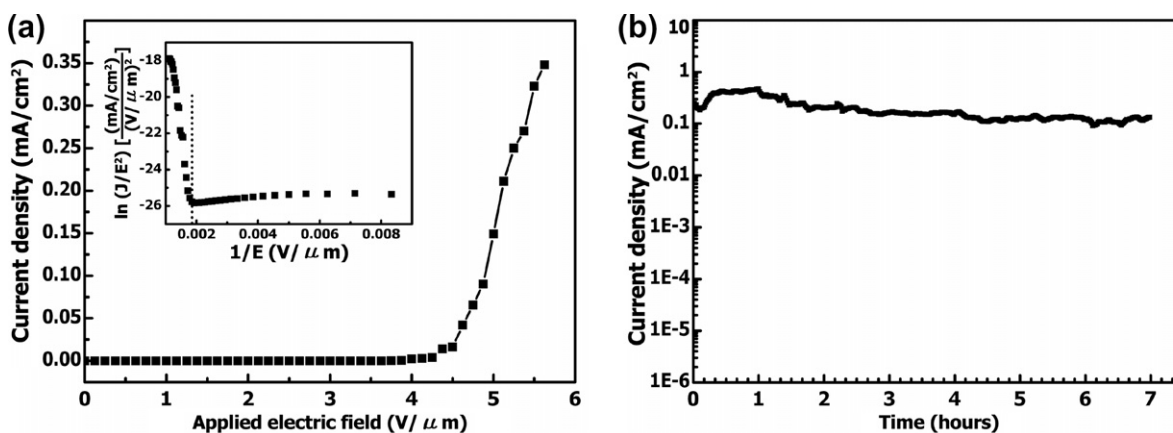 (a)
Current density (mA/cm²)
0.35
0.30
0.25
0.20
0.15
0.10
0.05
0.00
0 1 2 3 4 5 6
Applied electric field (V/ μ m)
ln (J/E²) [(mA/cm²)/(V/ μ m)²]
-18
-20
-22
-24
-26
0.002 0.004 0.006 0.008
1/E (V/ μ m)
(b)
Current density (mA/cm²)
10
1
0.1
0.01
1E-3
1E-4
1E-5
1E-6
0 1 2 3 4 5 6 7
Time (hours)